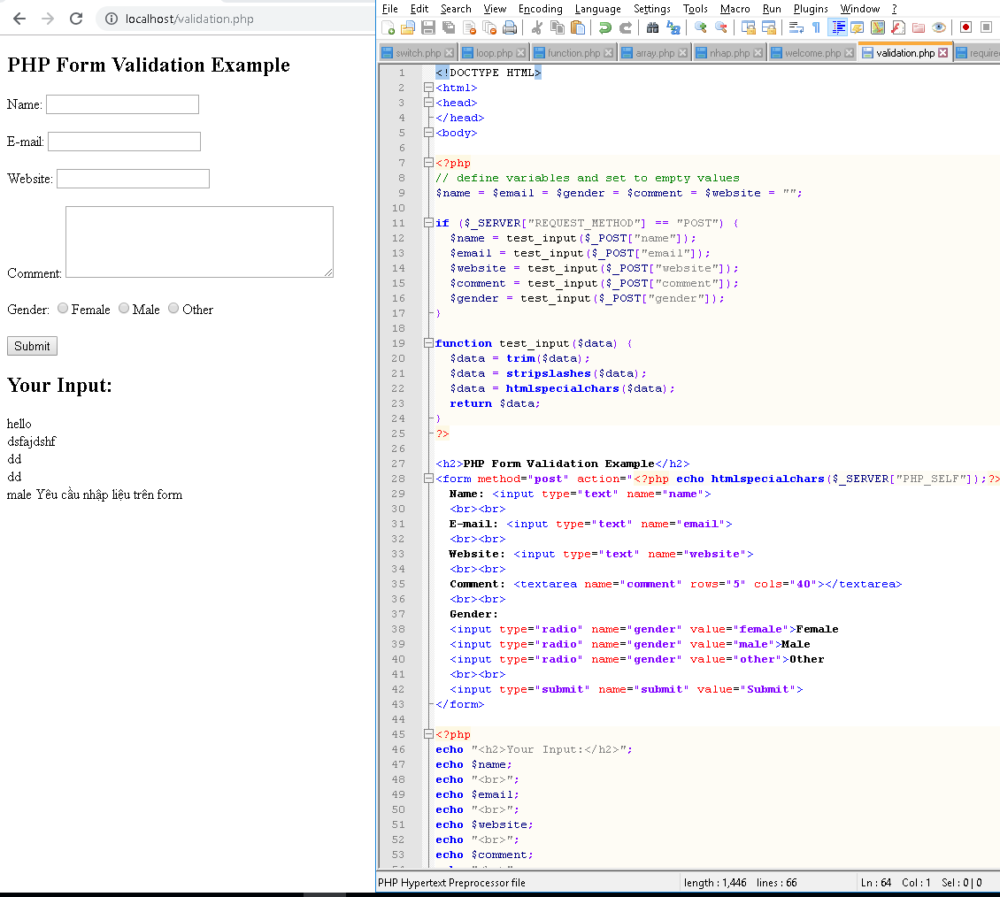 localhost/validation.php
PHP Form Validation Example
Name:
E-mail:
Website:
Comment:
Gender: Female Male Other
Submit
Your Input:
hello
dsfajdshf
dd
dd
male Yêu cầu nhập liệu trên form
File Edit Search View Encoding Language Settings Tools Macro Run Plugins Window ?
switch.php loop.php function.php array.php nhap.php welcome.php validation.php require
1 <!DOCTYPE HTML>
2 <html>
3 <head>
4 </head>
5 <body>
6
7 <?php
8 // define variables and set to empty values
9 $name = $email = $gender = $comment = $website = "";
10
11 if ($_SERVER["REQUEST_METHOD"] == "POST") {
12 $name = test_input($_POST["name"]);
13 $email = test_input($_POST["email"]);
14 $website = test_input($_POST["website"]);
15 $comment = test_input($_POST["comment"]);
16 $gender = test_input($_POST["gender"]);
17 }
18
19 function test_input($data) {
20 $data = trim($data);
21 $data = stripslashes($data);
22 $data = htmlspecialchars($data);
23 return $data;
24 }
25 ?>
26
27 <h2>PHP Form Validation Example</h2>
28 <form method="post" action="<?php echo htmlspecialchars($_SERVER["PHP_SELF"]);?>
29 Name: <input type="text" name="name">
30 <br><br>
31 E-mail: <input type="text" name="email">
32 <br><br>
33 Website: <input type="text" name="website">
34 <br><br>
35 Comment: <textarea name="comment" rows="5" cols="40"></textarea>
36 <br><br>
37 Gender:
38 <input type="radio" name="gender" value="female">Female
39 <input type="radio" name="gender" value="male">Male
40 <input type="radio" name="gender" value="other">Other
41 <br><br>
42 <input type="submit" name="submit" value="Submit">
43 </form>
44
45 <?php
46 echo "<h2>Your Input:</h2>";
47 echo $name;
48 echo "<br>";
49 echo $email;
50 echo "<br>";
51 echo $website;
52 echo "<br>";
53 echo $comment;
PHP Hypertext Preprocessor file length : 1,446 lines : 66 Ln : 64 Col : 1 Sel : 0 | 0